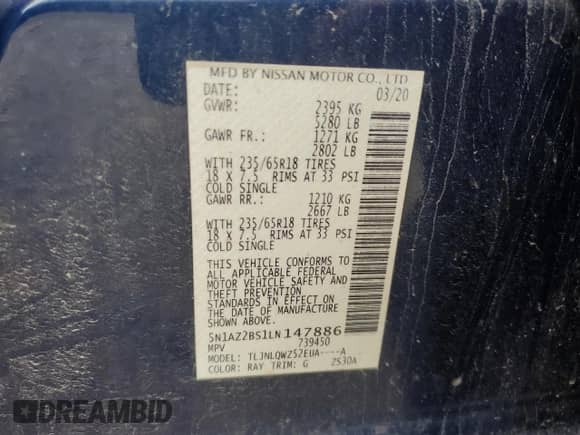 MFD BY NISSAN MOTOR CO., LTD
DATE: 03/20
GVWR: 2395 KG
5280 LB
GAWR FR.: 1271 KG
2802 LB
WITH 235/65R18 TIRES
18 X 7.5 RIMS AT 33 PSI
COLD SINGLE
GAWR RR.: 1210 KG
2667 LB
WITH 235/65R18 TIRES
18 X 7.5 RIMS AT 33 PSI
COLD SINGLE
THIS VEHICLE CONFORMS TO
ALL APPLICABLE FEDERAL
MOTOR VEHICLE SAFETY AND
THEFT PREVENTION
STANDARDS IN EFFECT ON
THE DATE OF MANUFACTURE
SHOWN ABOVE.
5N1AZ2BS1LN147886
MPV 739450
MODEL: TLJNLQWZ52EUA----A
COLOR: RAY TRIM: G 2S30A
DREAMBID